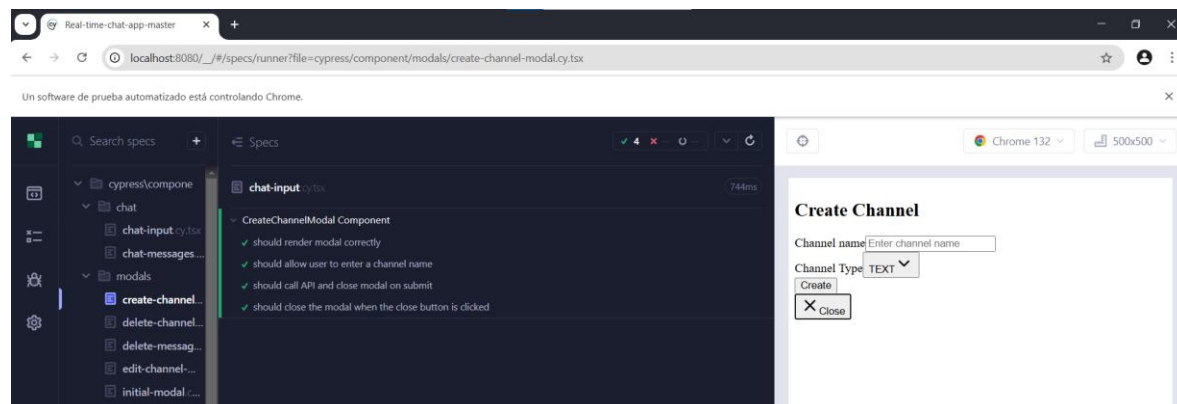 Real-time-chat-app-master
localhost:8080/__/#/specs/runner?file=cypress/component/modals/create-channel-modal.cy.tsx
Un software de prueba automatizado está controlando Chrome.
Search specs
cypress\compone
chat
chat-input.cy.tsx
chat-messages....
modals
create-channel...
delete-channel...
delete-messag...
edit-channel-...
initial-modal.c...
Specs
4
--
--
chat-input.cy.tsx
744ms
CreateChannelModal Component
should render modal correctly
should allow user to enter a channel name
should call API and close modal on submit
should close the modal when the close button is clicked
Chrome 132
500x500
Create Channel
Channel name Enter channel name
Channel Type TEXT
Create
Close